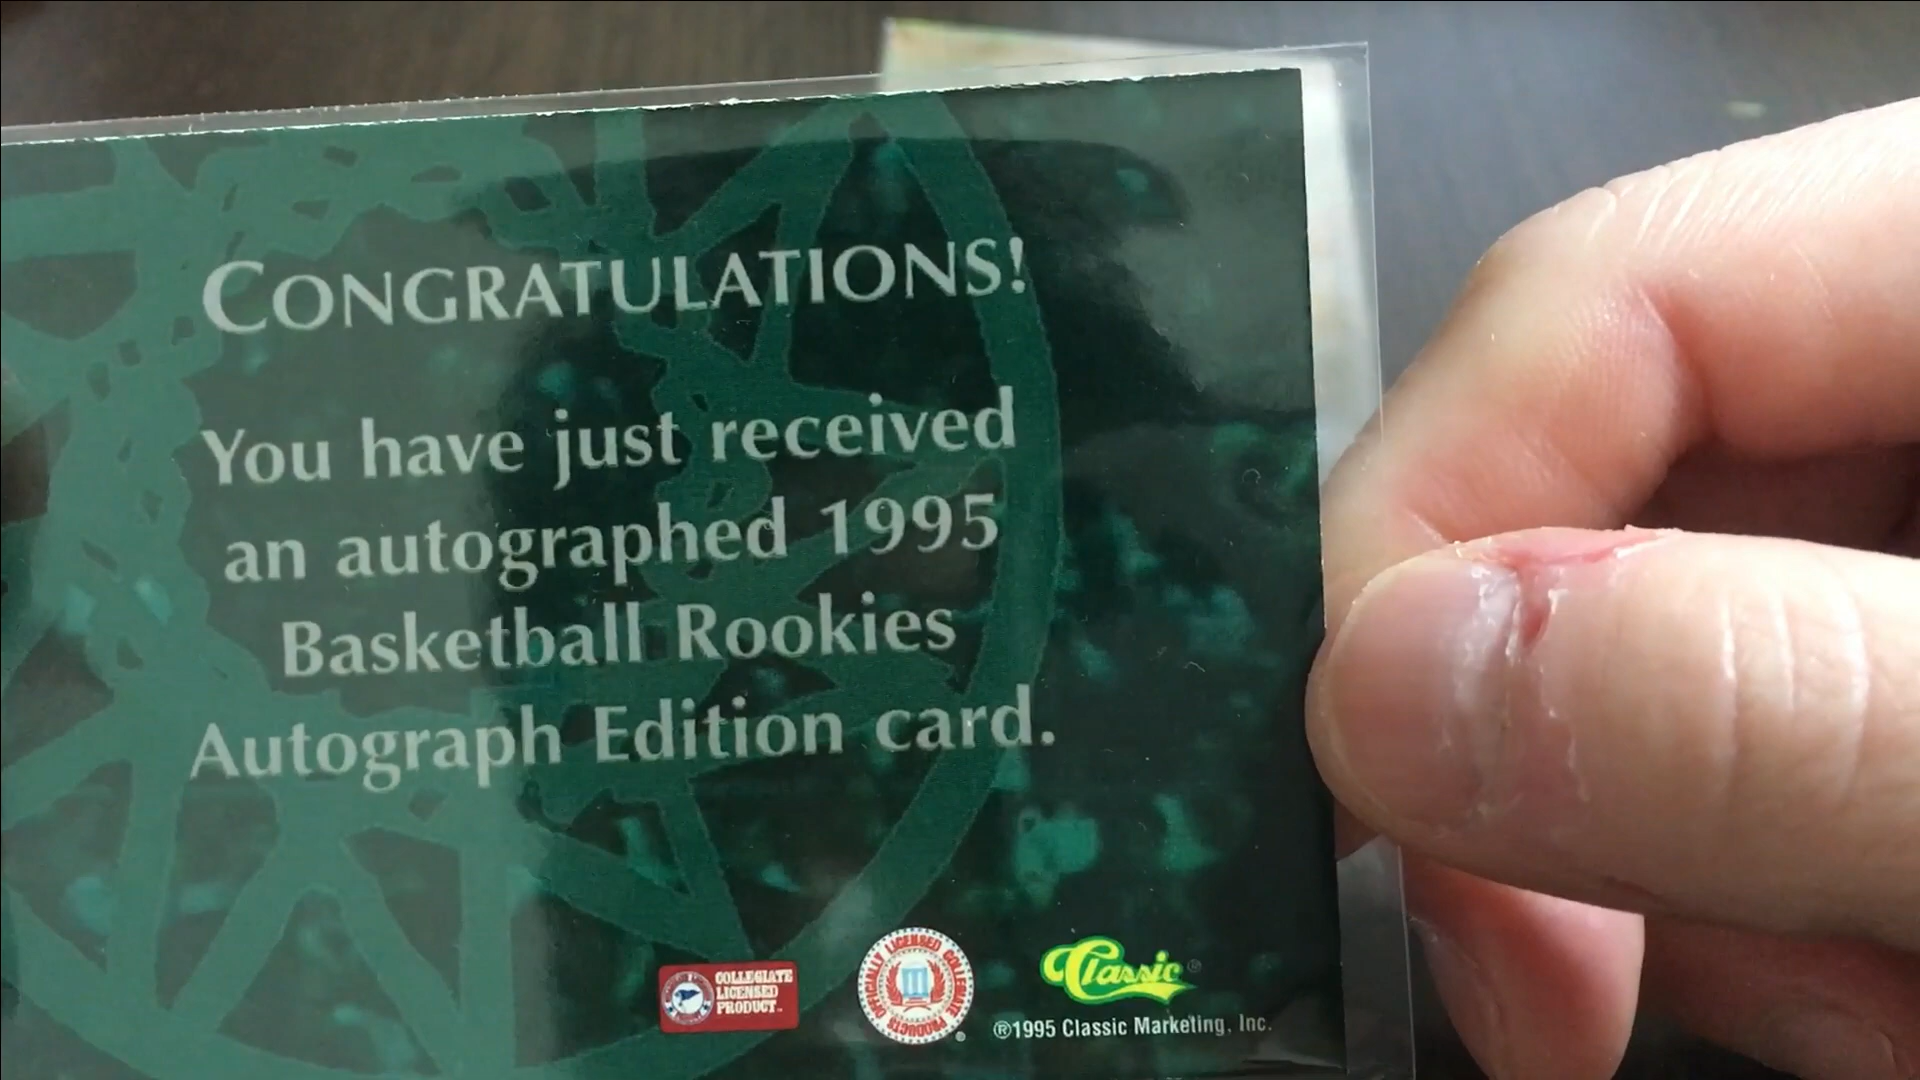 CONGRATULATIONS!
You have just received
an autographed 1995
Basketball Rookies
Autograph Edition card.
COLLEGIATE
LICENSED
PRODUCT™
OFFICIALLY LICENSED COLLEGIATE PRODUCTS
®
Classic®
®1995 Classic Marketing, Inc.